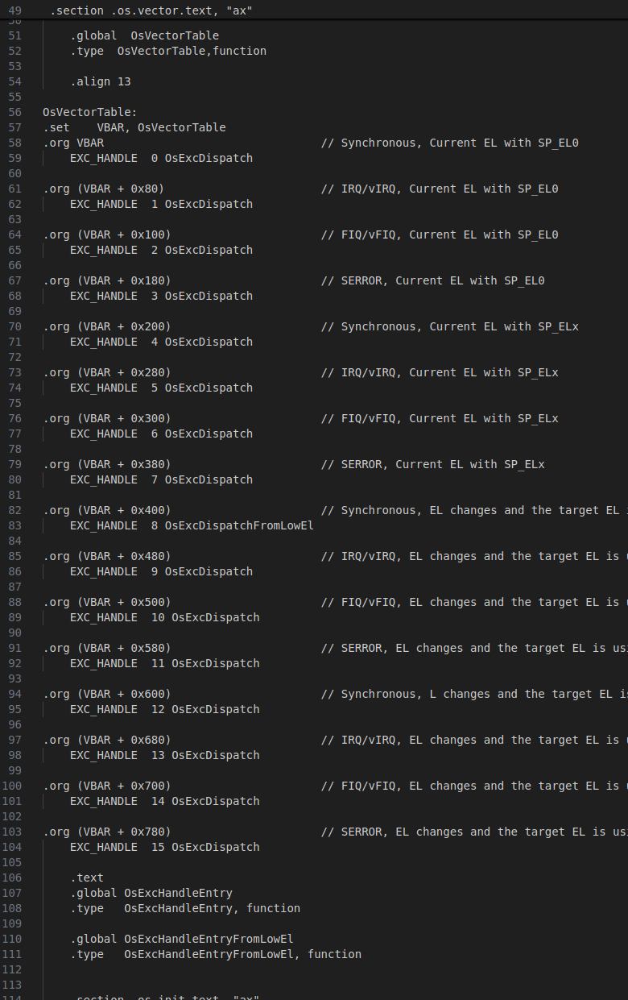 49 .section .os.vector.text, "ax"
50
51 .global  OsVectorTable
52 .type  OsVectorTable,function
53
54 .align 13
55
56 OsVectorTable:
57 .set    VBAR, OsVectorTable
58 .org VBAR                                // Synchronous, Current EL with SP_EL0
59     EXC_HANDLE  0 OsExcDispatch
60
61 .org (VBAR + 0x80)                       // IRQ/vIRQ, Current EL with SP_EL0
62     EXC_HANDLE  1 OsExcDispatch
63
64 .org (VBAR + 0x100)                      // FIQ/vFIQ, Current EL with SP_EL0
65     EXC_HANDLE  2 OsExcDispatch
66
67 .org (VBAR + 0x180)                      // SERROR, Current EL with SP_EL0
68     EXC_HANDLE  3 OsExcDispatch
69
70 .org (VBAR + 0x200)                      // Synchronous, Current EL with SP_ELx
71     EXC_HANDLE  4 OsExcDispatch
72
73 .org (VBAR + 0x280)                      // IRQ/vIRQ, Current EL with SP_ELx
74     EXC_HANDLE  5 OsExcDispatch
75
76 .org (VBAR + 0x300)                      // FIQ/vFIQ, Current EL with SP_ELx
77     EXC_HANDLE  6 OsExcDispatch
78
79 .org (VBAR + 0x380)                      // SERROR, Current EL with SP_ELx
80     EXC_HANDLE  7 OsExcDispatch
81
82 .org (VBAR + 0x400)                      // Synchronous, EL changes and the target EL
83     EXC_HANDLE  8 OsExcDispatchFromLowEl
84
85 .org (VBAR + 0x480)                      // IRQ/vIRQ, EL changes and the target EL is
86     EXC_HANDLE  9 OsExcDispatch
87
88 .org (VBAR + 0x500)                      // FIQ/vFIQ, EL changes and the target EL is
89     EXC_HANDLE  10 OsExcDispatch
90
91 .org (VBAR + 0x580)                      // SERROR, EL changes and the target EL is
92     EXC_HANDLE  11 OsExcDispatch
93
94 .org (VBAR + 0x600)                      // Synchronous, L changes and the target EL
95     EXC_HANDLE  12 OsExcDispatch
96
97 .org (VBAR + 0x680)                      // IRQ/vIRQ, EL changes and the target EL is
98     EXC_HANDLE  13 OsExcDispatch
99
100 .org (VBAR + 0x700)                      // FIQ/vFIQ, EL changes and the target EL is
101     EXC_HANDLE  14 OsExcDispatch
102
103 .org (VBAR + 0x780)                      // SERROR, EL changes and the target EL is
104     EXC_HANDLE  15 OsExcDispatch
105
106     .text
107     .global OsExcHandleEntry
108     .type   OsExcHandleEntry, function
109
110     .global OsExcHandleEntryFromLowEl
111     .type   OsExcHandleEntryFromLowEl, function
112
113
114     .section .os.init.text, "ax"